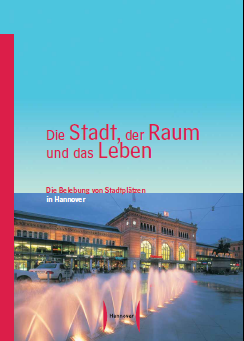 Die Stadt, der Raum
und das Leben
Die Belebung von Stadtplätzen
in Hannover
Hannover